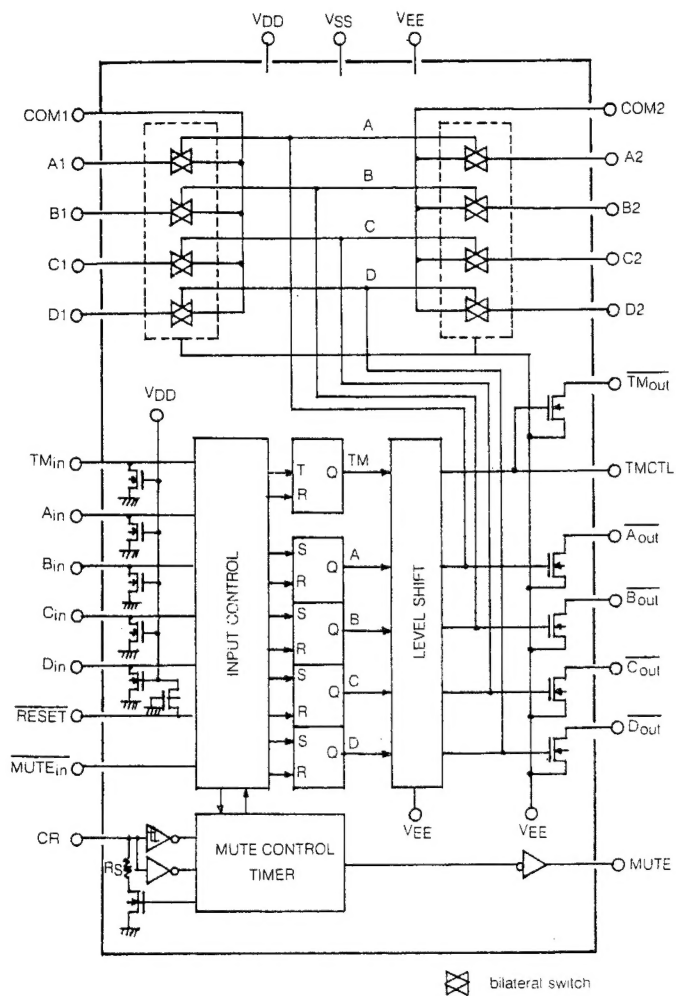 VDD VSS VEE
COM1 COM2
A
A1 A2
B
B1 B2
C
C1 C2
D
D1 D2
TMout
VDD
TMin T Q TM TMCTL
R
Ain Aout
S A
Bin Q
R
Bout
Cin S B
Q
R
INPUT CONTROL
LEVEL SHIFT
Din S C Cout
Q
RESET R
S D Dout
Q
MUTEin R
VEE VEE
CR
MUTE CONTROL
TIMER
MUTE
RS
bilateral switch